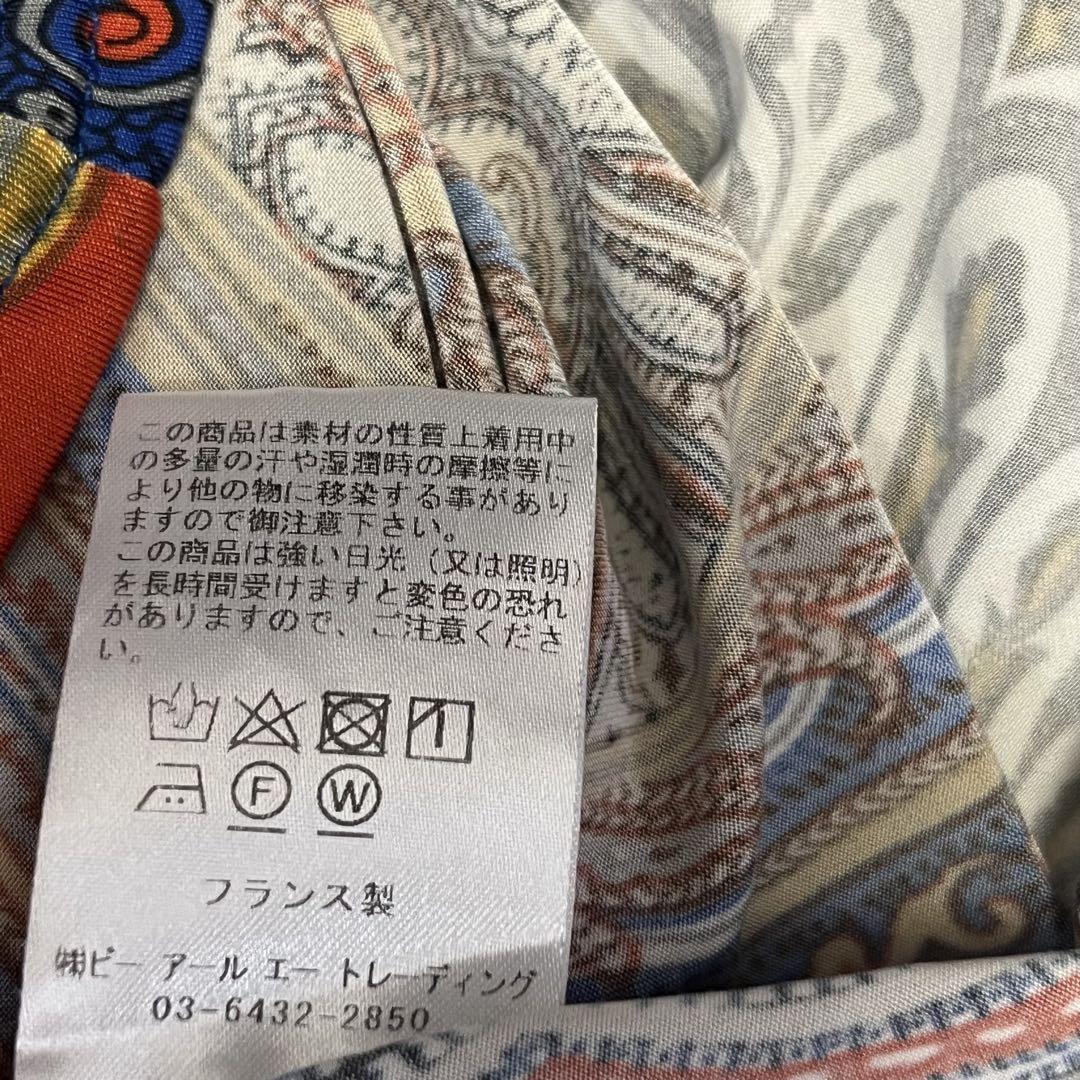 この商品は素材の性質上着用中
の多量の汗や湿潤時の摩擦等に
より他の物に移染する事があり
ますので御注意下さい。
この商品は強い日光(又は照明)
を長時間受けますと変色の恐れ
がありますので、ご注意くださ
い。
F W
フランス製
㈱ビー アール エー トレーディング
03-6432-2850